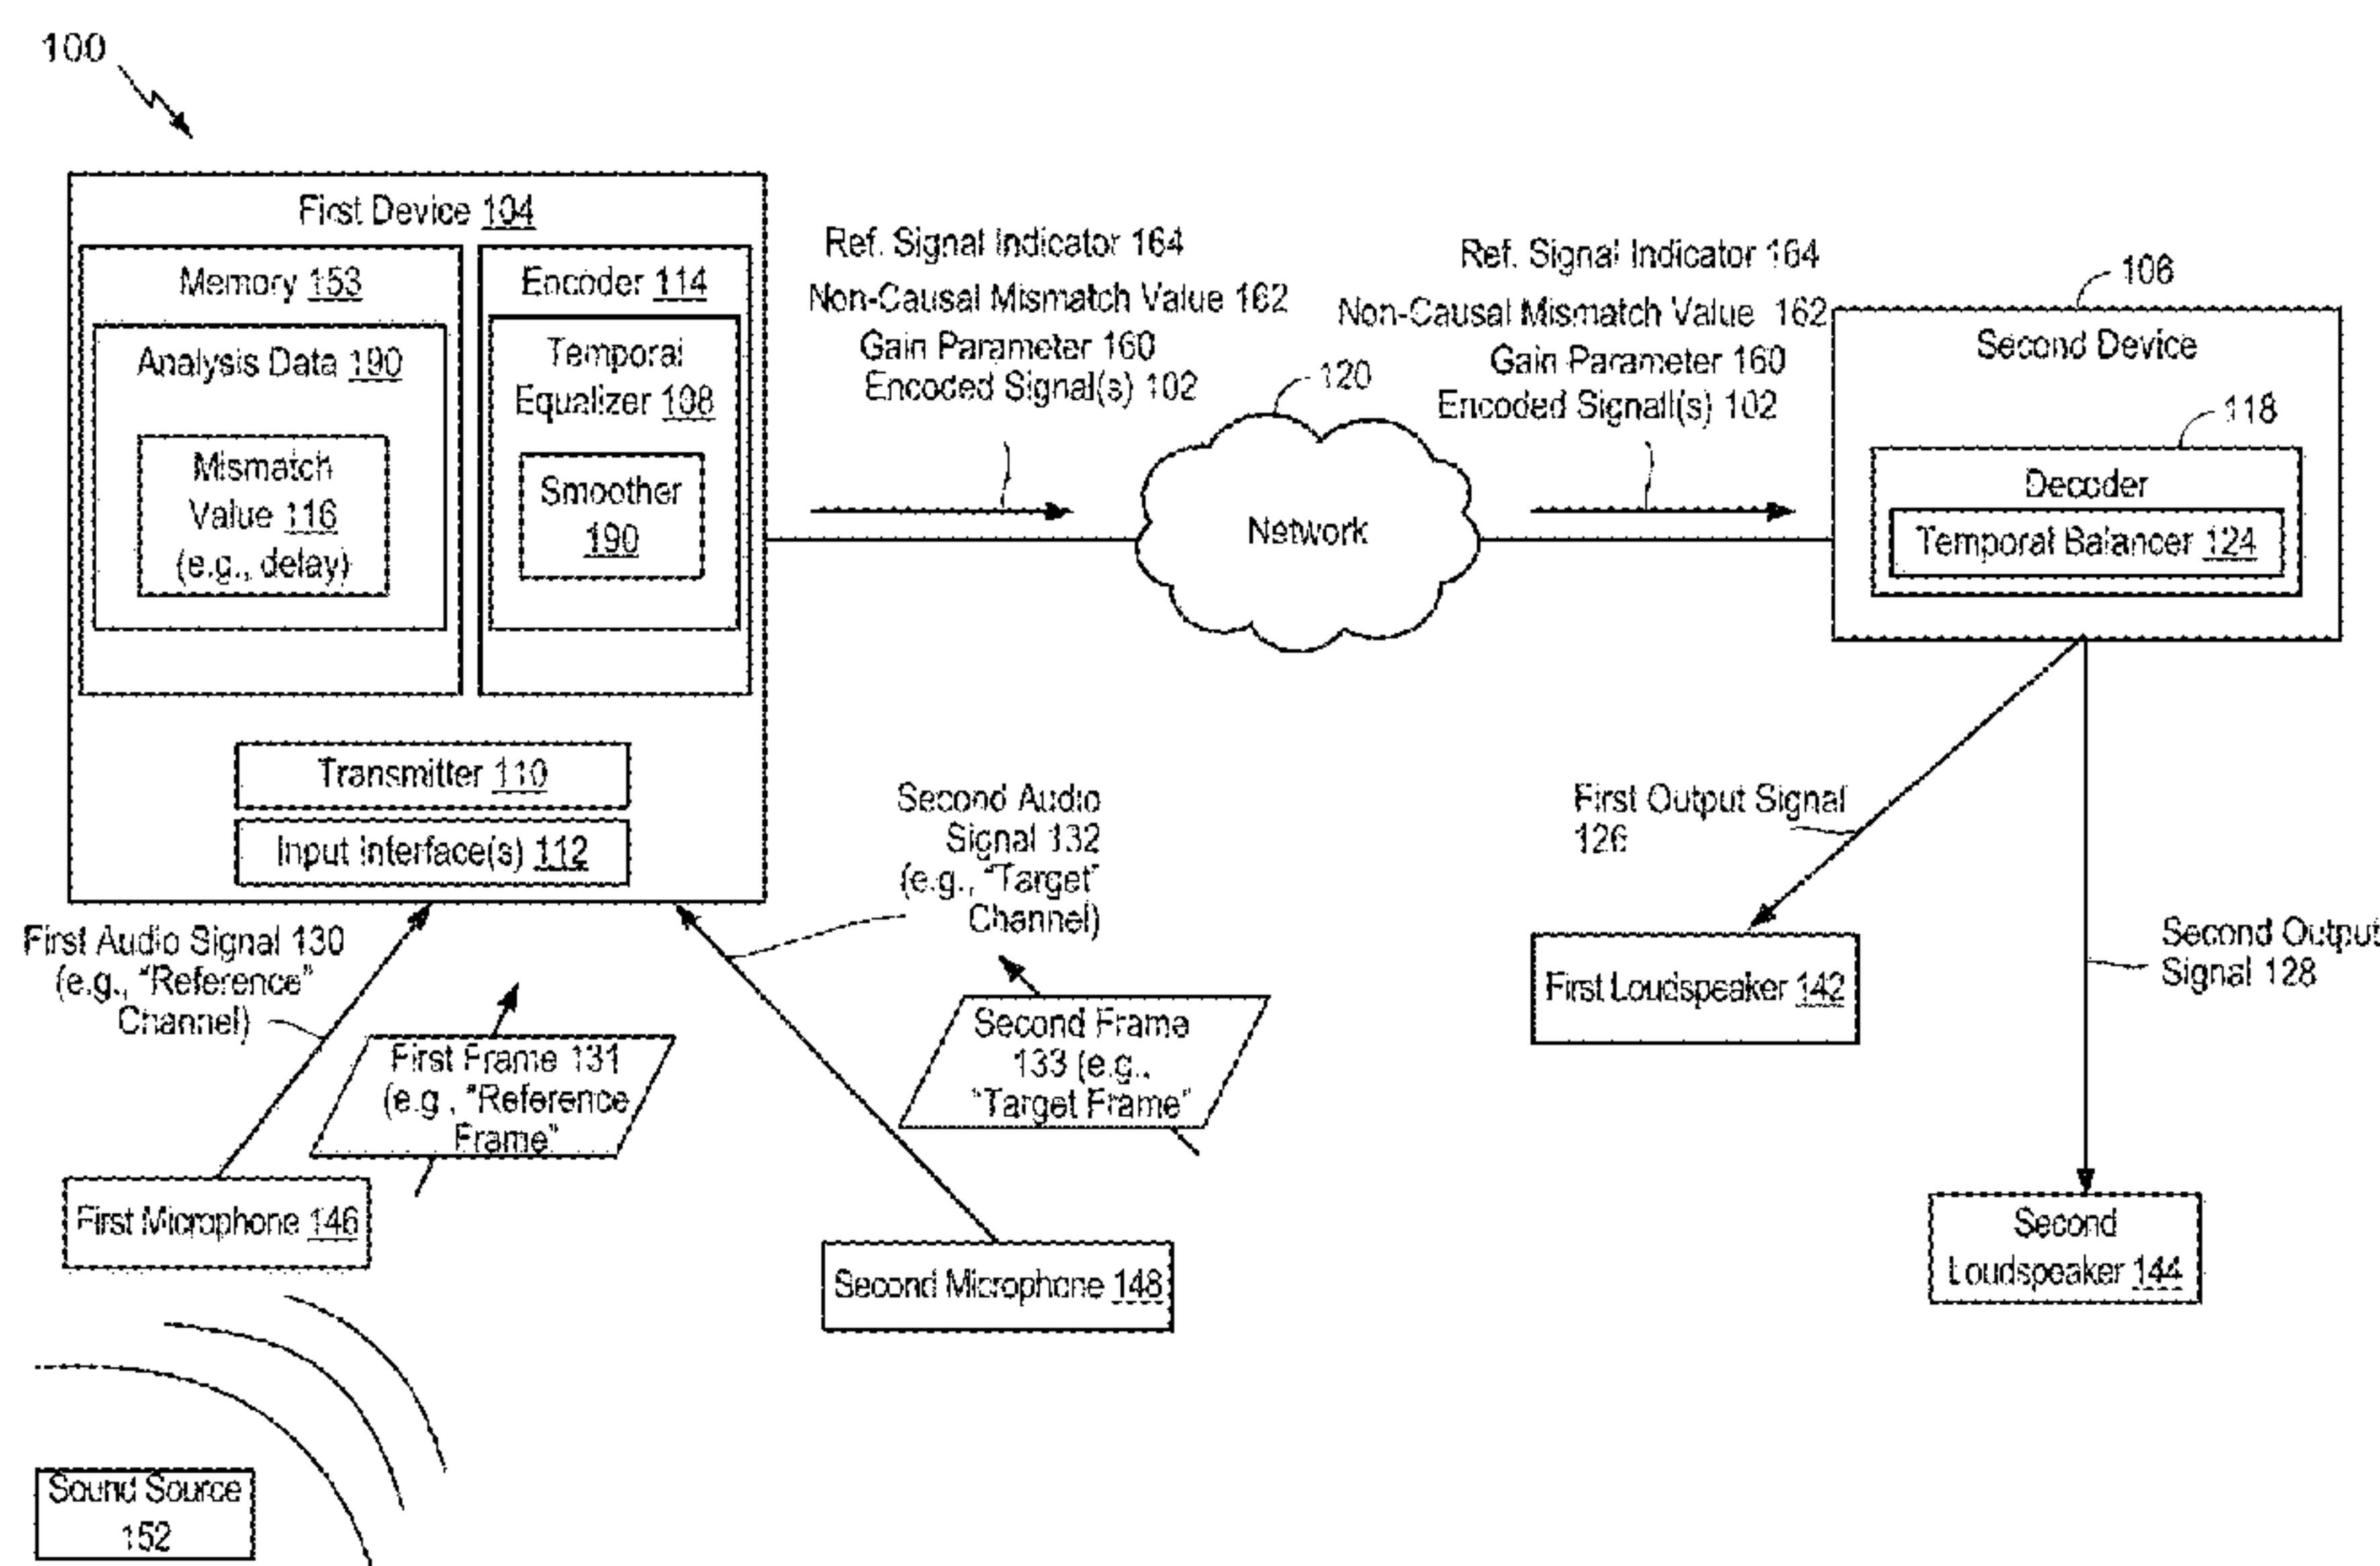 100
First Device 104
Memory 153
Analysis Data 190
Mismatch
Value 116
(e.g., delay)
Encoder 114
Temporal
Equalizer 108
Smoother
190
Transmitter 110
Input Interface(s) 112
Ref. Signal Indicator 164
Non-Causal Mismatch Value 162
Gain Parameter 160
Encoded Signal(s) 102
120
Network
Ref. Signal Indicator 164
Non-Causal Mismatch Value 162
Gain Parameter 160
Encoded Signall(s) 102
106
Second Device
118
Decoder
Temporal Balancer 124
First Audio Signal 130
(e.g., "Reference"
Channel)
First Frame 131
(e.g., "Reference
Frame"
Second Audio
Signal 132
(e.g., "Target"
Channel)
Second Frame
133 (e.g.,
"Target Frame"
First Output Signal
126
Second Output
Signal 128
First Loudspeaker 142
Second
Loudspeaker 144
First Microphone 146
Second Microphone 148
Sound Source
152